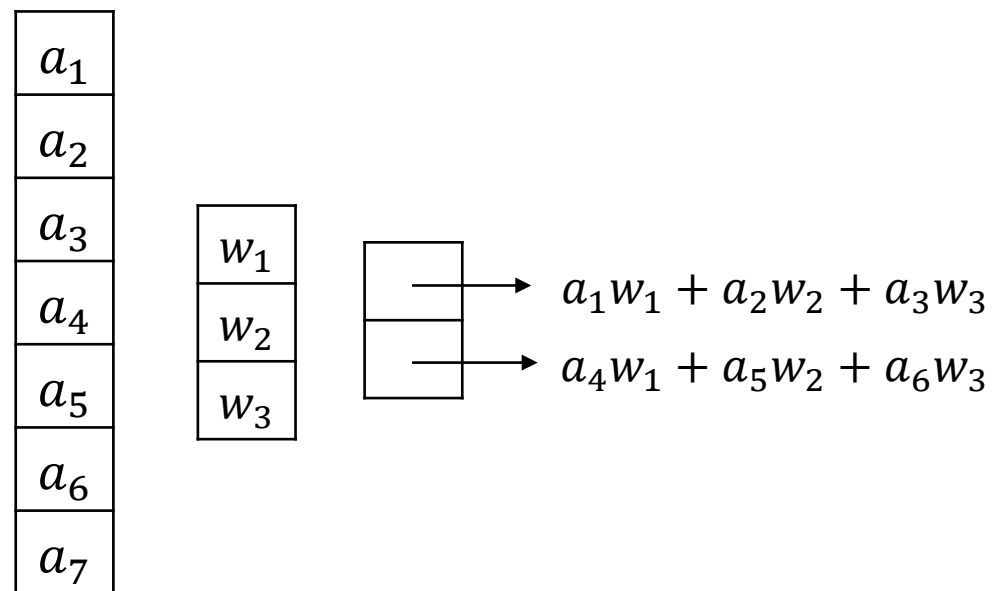 a₁
a₂
a₃
a₄
a₅
a₆
a₇
w₁
w₂
w₃
a₁w₁ + a₂w₂ + a₃w₃
a₄w₁ + a₅w₂ + a₆w₃